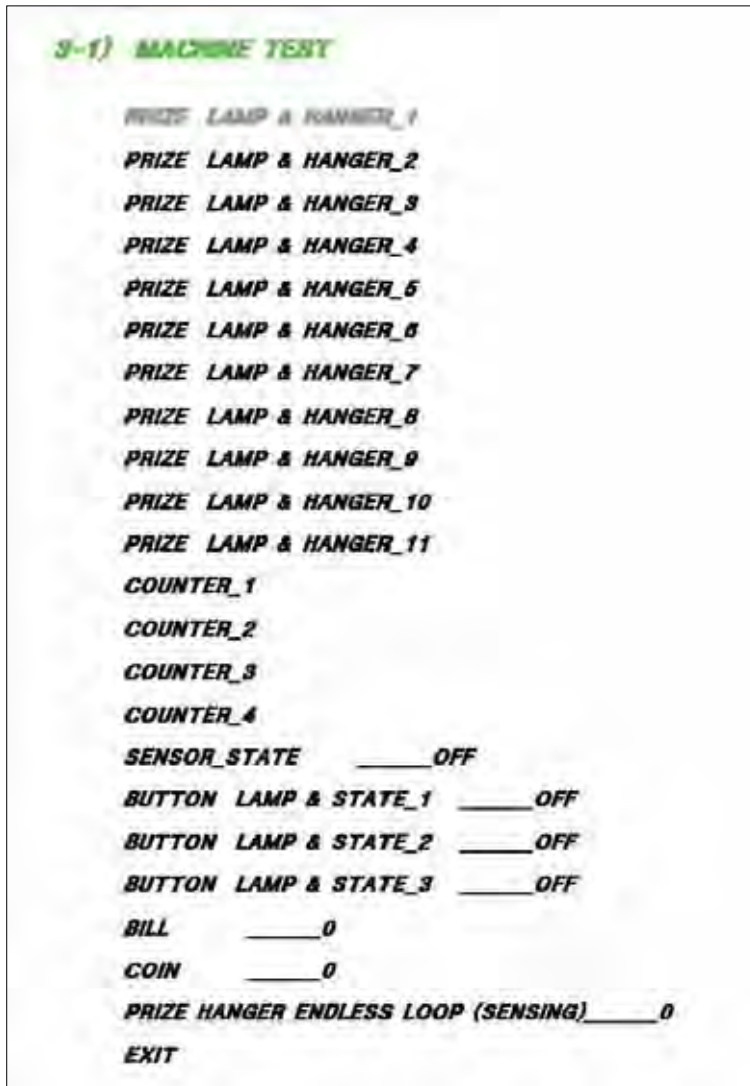 3-1) MACHINE TEST
PRIZE LAMP & HANGER_1
PRIZE LAMP & HANGER_2
PRIZE LAMP & HANGER_3
PRIZE LAMP & HANGER_4
PRIZE LAMP & HANGER_5
PRIZE LAMP & HANGER_6
PRIZE LAMP & HANGER_7
PRIZE LAMP & HANGER_8
PRIZE LAMP & HANGER_9
PRIZE LAMP & HANGER_10
PRIZE LAMP & HANGER_11
COUNTER_1
COUNTER_2
COUNTER_3
COUNTER_4
SENSOR_STATE ______OFF
BUTTON LAMP & STATE_1 ______OFF
BUTTON LAMP & STATE_2 ______OFF
BUTTON LAMP & STATE_3 ______OFF
BILL ______0
COIN ______0
PRIZE HANGER ENDLESS LOOP (SENSING)______0
EXIT